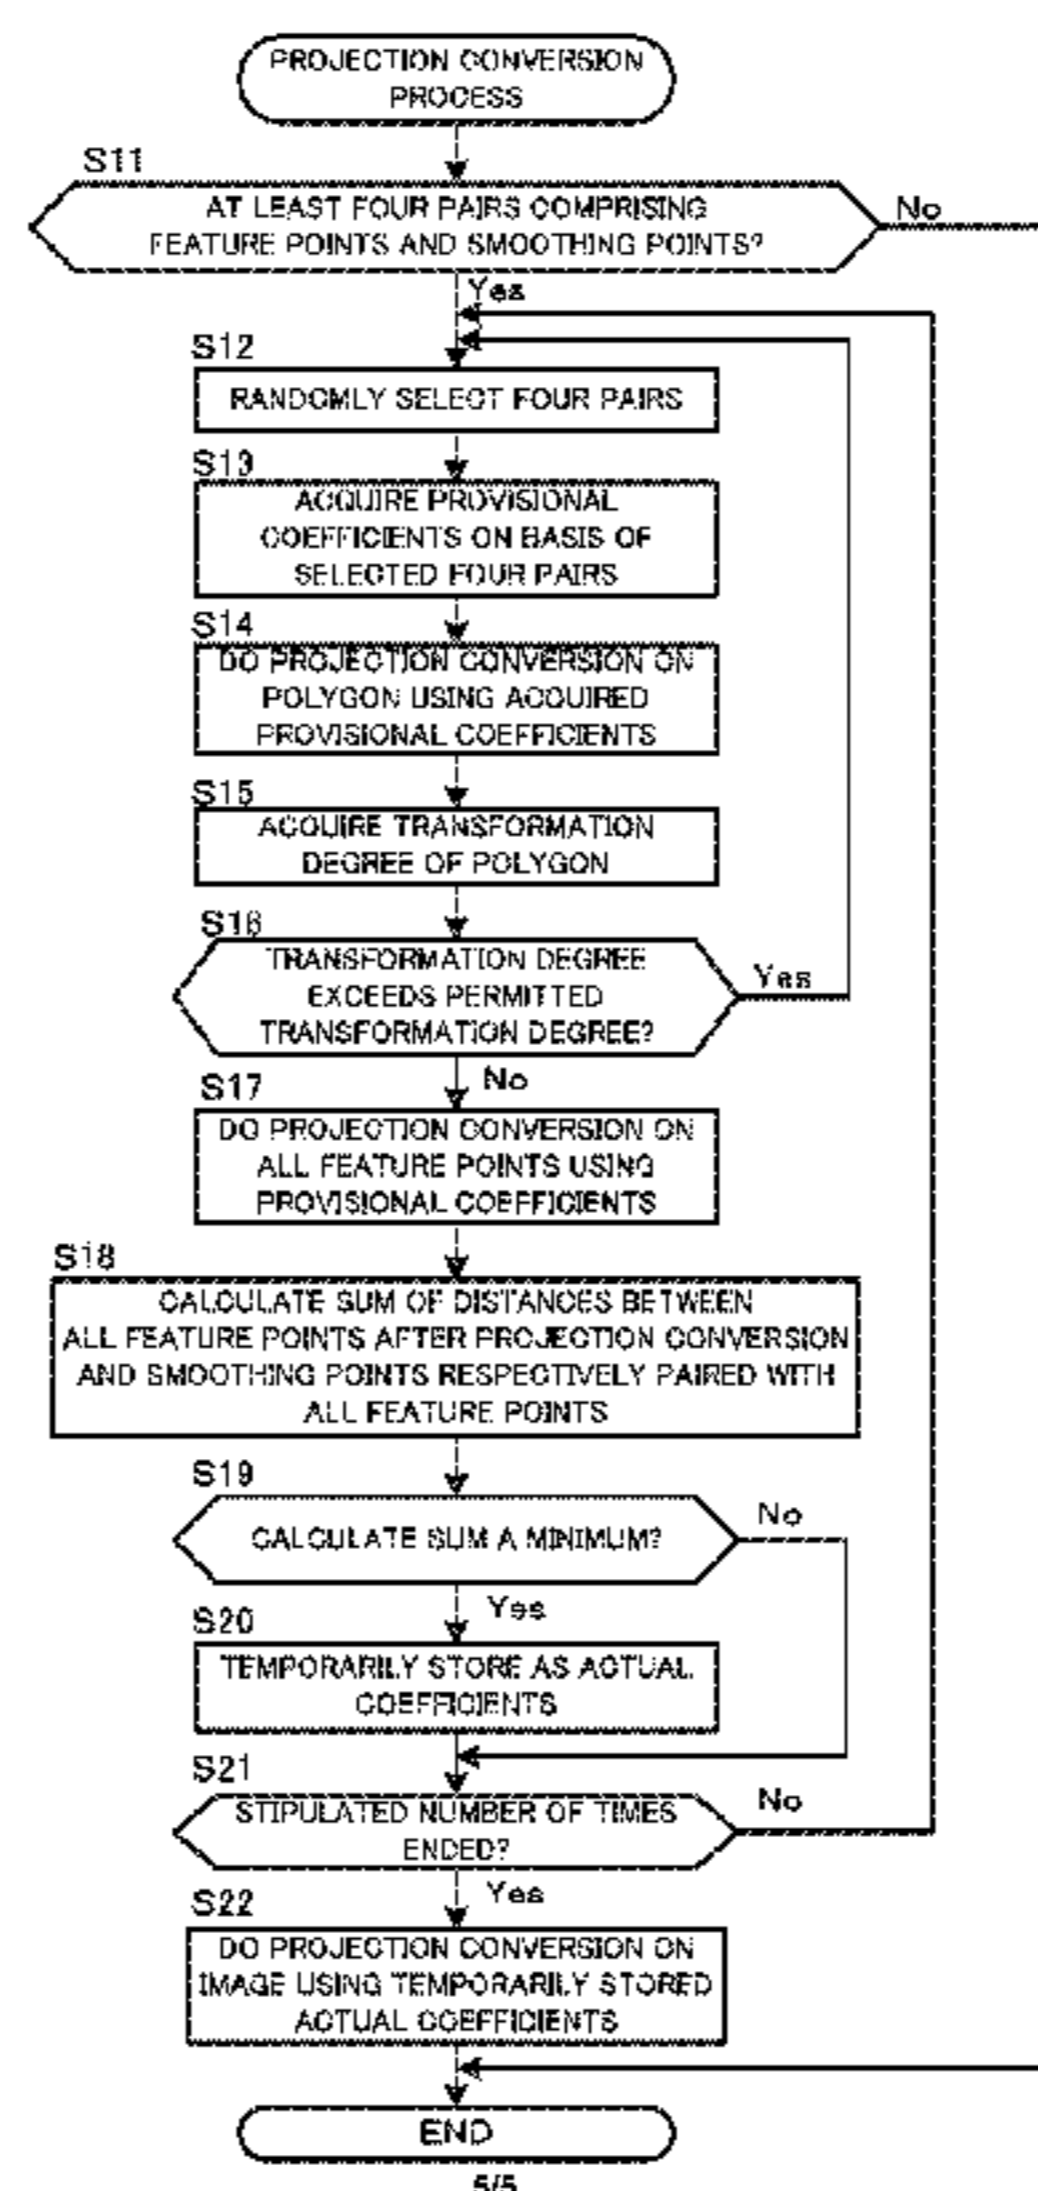 PROJECTION CONVERSION
PROCESS
S11
AT LEAST FOUR PAIRS COMPRISING
FEATURE POINTS AND SMOOTHING POINTS?
No
Yes
S12
RANDOMLY SELECT FOUR PAIRS
S13
ACQUIRE PROVISIONAL
COEFFICIENTS ON BASIS OF
SELECTED FOUR PAIRS
S14
DO PROJECTION CONVERSION ON
POLYGON USING ACQUIRED
PROVISIONAL COEFFICIENTS
S15
ACQUIRE TRANSFORMATION
DEGREE OF POLYGON
S16
TRANSFORMATION DEGREE
EXCEEDS PERMITTED
TRANSFORMATION DEGREE?
Yes
No
S17
DO PROJECTION CONVERSION ON
ALL FEATURE POINTS USING
PROVISIONAL COEFFICIENTS
S18
CALCULATE SUM OF DISTANCES BETWEEN
ALL FEATURE POINTS AFTER PROJECTION CONVERSION
AND SMOOTHING POINTS RESPECTIVELY PAIRED WITH
ALL FEATURE POINTS
S19
CALCULATE SUM A MINIMUM?
No
Yes
S20
TEMPORARILY STORE AS ACTUAL
COEFFICIENTS
S21
STIPULATED NUMBER OF TIMES
ENDED?
No
Yes
S22
DO PROJECTION CONVERSION ON
IMAGE USING TEMPORARILY STORED
ACTUAL COEFFICIENTS
END
5/5